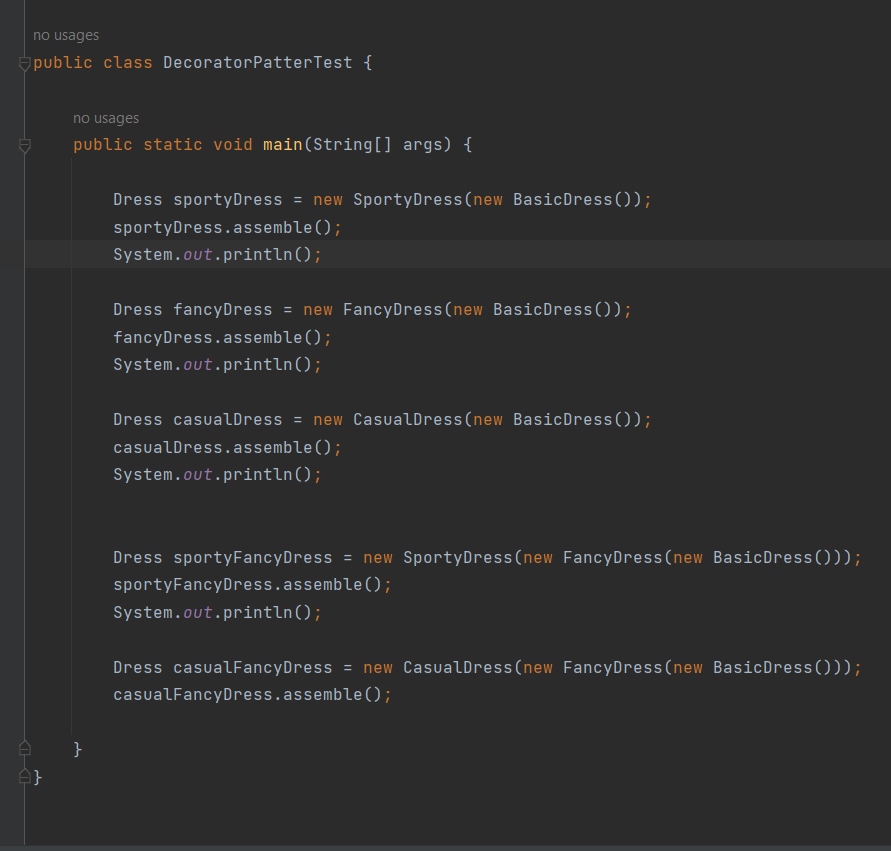 no usages
public class DecoratorPatterTest {
no usages
public static void main(String[] args) {
Dress sportyDress = new SportyDress(new BasicDress());
sportyDress.assemble();
System.out.println();
Dress fancyDress = new FancyDress(new BasicDress());
fancyDress.assemble();
System.out.println();
Dress casualDress = new CasualDress(new BasicDress());
casualDress.assemble();
System.out.println();
Dress sportyFancyDress = new SportyDress(new FancyDress(new BasicDress()));
sportyFancyDress.assemble();
System.out.println();
Dress casualFancyDress = new CasualDress(new FancyDress(new BasicDress()));
casualFancyDress.assemble();
}
}